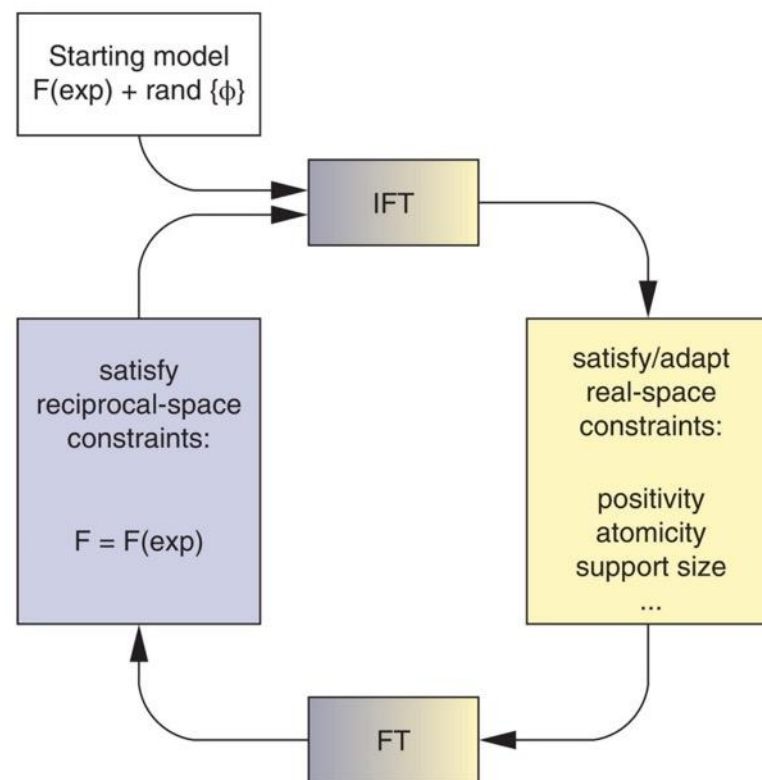 Starting model
F(exp) + rand {ϕ}
IFT
satisfy
reciprocal-space
constraints:
F = F(exp)
satisfy/adapt
real-space
constraints:
positivity
atomicity
support size
...
FT